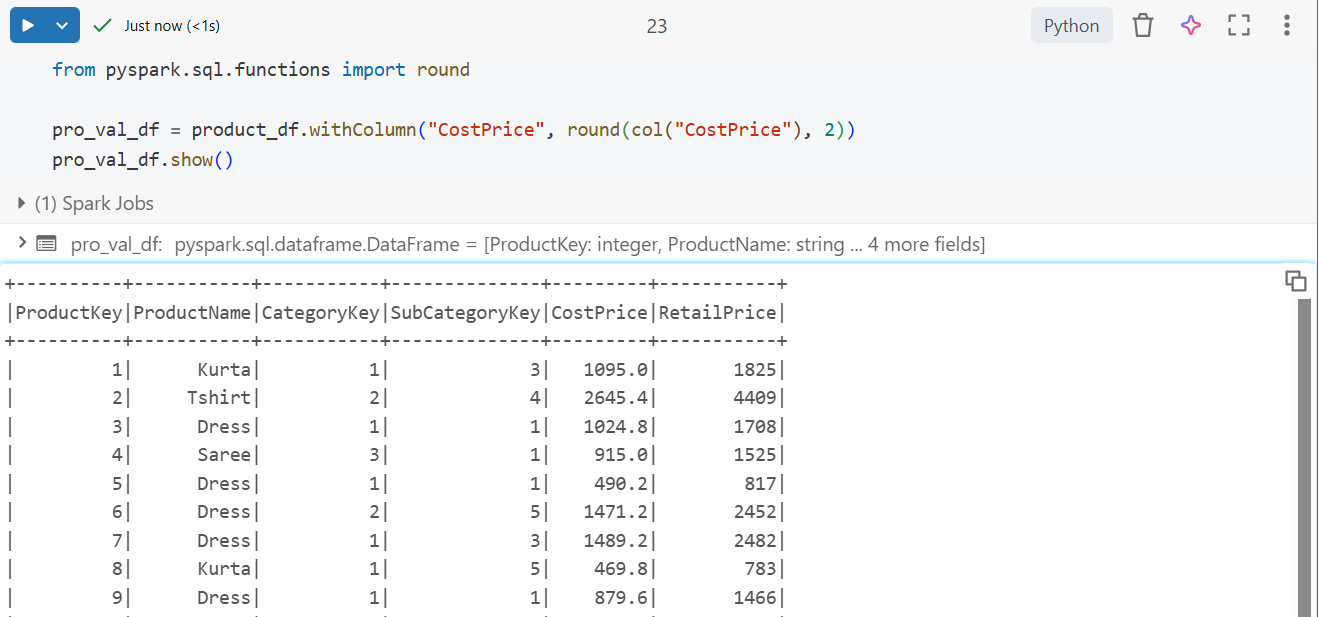 Just now (<1s)
23
Python
from pyspark.sql.functions import round
pro_val_df = product_df.withColumn("CostPrice", round(col("CostPrice"), 2))
pro_val_df.show()
(1) Spark Jobs
pro_val_df: pyspark.sql.dataframe.DataFrame = [ProductKey: integer, ProductName: string ... 4 more fields]
+----------+-----------+-----------+--------------+---------+-----------+
|ProductKey|ProductName|CategoryKey|SubCategoryKey|CostPrice|RetailPrice|
+----------+-----------+-----------+--------------+---------+-----------+
|         1|      Kurta|          1|             3|   1095.0|       1825|
|         2|     Tshirt|          2|             4|   2645.4|       4409|
|         3|      Dress|          1|             1|   1024.8|       1708|
|         4|      Saree|          3|             1|    915.0|       1525|
|         5|      Dress|          1|             1|    490.2|        817|
|         6|      Dress|          2|             5|   1471.2|       2452|
|         7|      Dress|          1|             3|   1489.2|       2482|
|         8|      Kurta|          1|             5|    469.8|        783|
|         9|      Dress|          1|             1|    879.6|       1466|